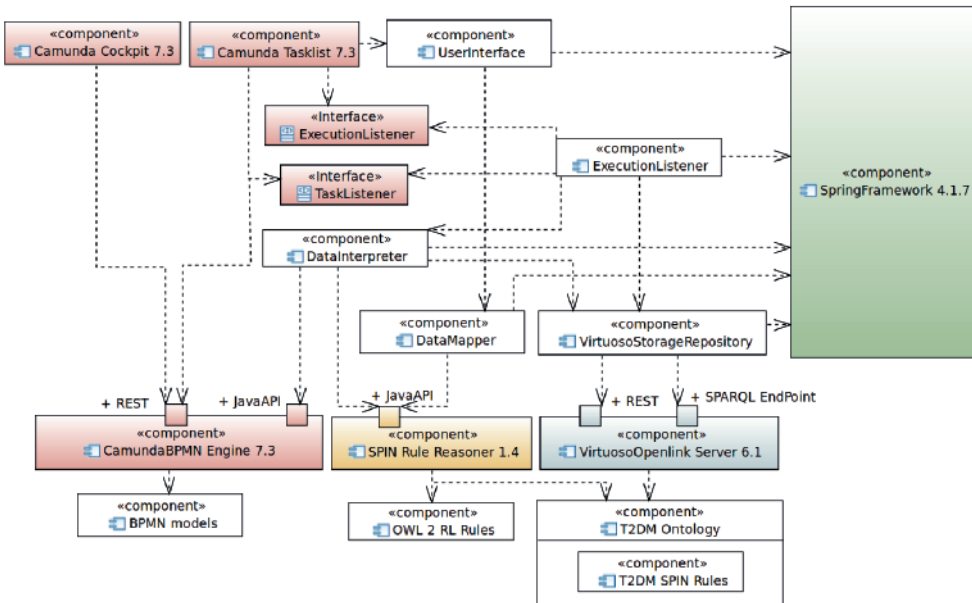 «component»
Camunda Cockpit 7.3
«component»
Camunda Tasklist 7.3
«component»
UserInterface
«Interface»
ExecutionListener
«component»
ExecutionListener
«component»
SpringFramework 4.1.7
«Interface»
TaskListener
«component»
DataInterpreter
«component»
DataMapper
«component»
VirtuosoStorageRepository
+ REST
+ JavaAPI
+ JavaAPI
+ REST
+ SPARQL EndPoint
«component»
CamundaBPMN Engine 7.3
«component»
SPIN Rule Reasoner 1.4
«component»
VirtuosoOpenlink Server 6.1
«component»
BPMN models
«component»
OWL 2 RL Rules
«component»
T2DM Ontology
«component»
T2DM SPIN Rules